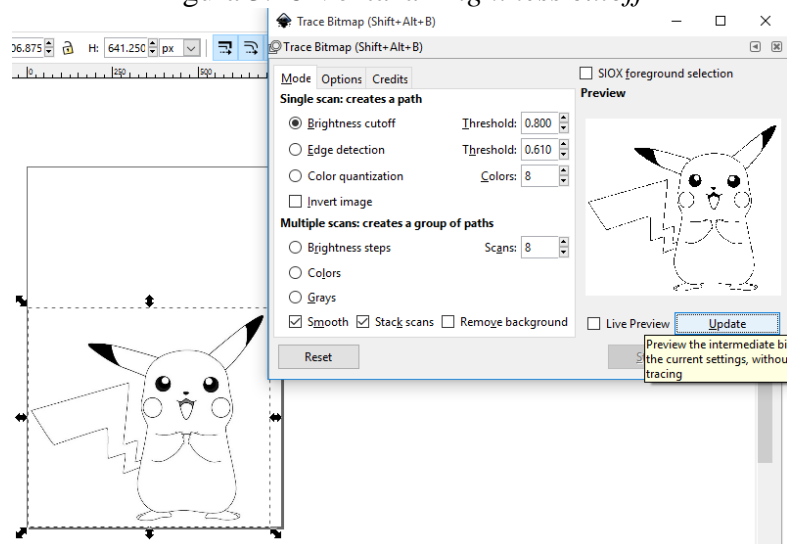 Trace Bitmap (Shift+Alt+B)
06.875 H: 641.250 px
Trace Bitmap (Shift+Alt+B)
0 250 500
Mode Options Credits
SIOX foreground selection
Single scan: creates a path
Preview
Brightness cutoff Threshold: 0.800
Edge detection Threshold: 0.610
Color quantization Colors: 8
Invert image
Multiple scans: creates a group of paths
Brightness steps Scans: 8
Colors
Grays
Smooth Stack scans Remove background
Live Preview Update
Reset
Preview the intermediate bi
the current settings, withou
tracing